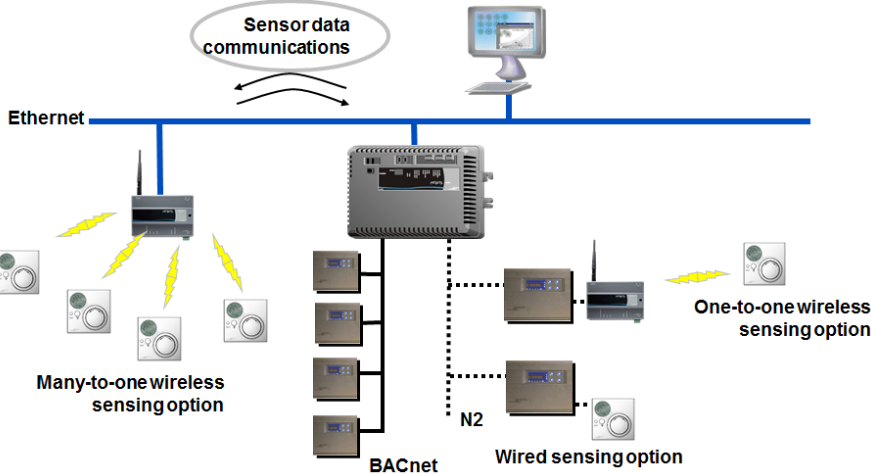 Sensor data
communications
Ethernet
One-to-one wireless
sensing option
Many-to-one wireless
sensing option
N2
Wired sensing option
BACnet